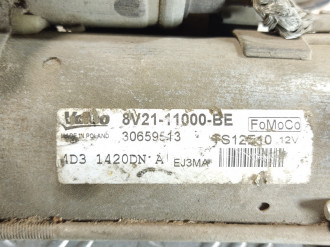 Valeo 8V21-11000-BE FoMoCo
MADE IN POLAND 30659513 TS12E10 12V
4D3 1420DN A EJ3MA